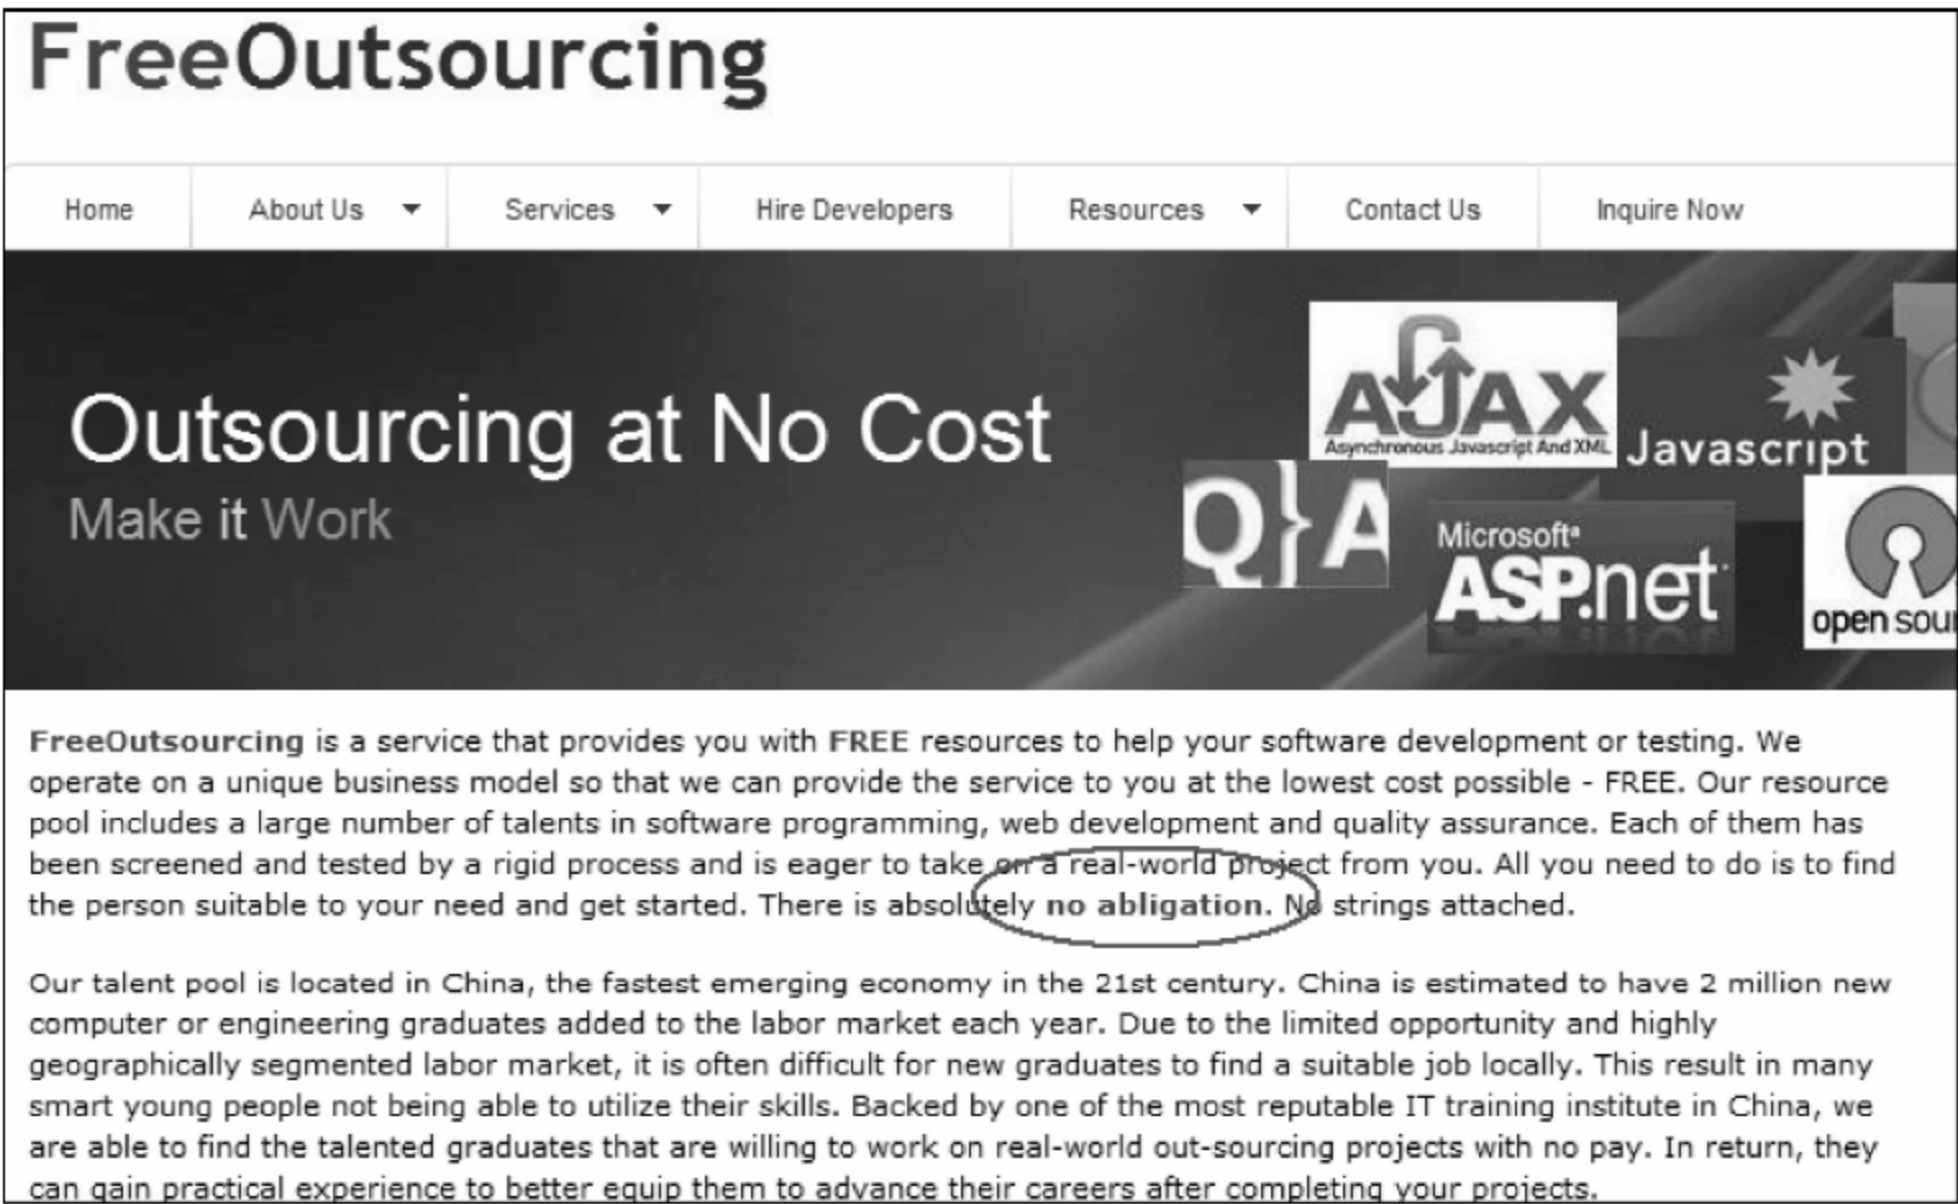 FreeOutsourcing
Home About Us Services Hire Developers Resources Contact Us Inquire Now
Outsourcing at No Cost
Make it Work
AJAX
Asynchronous Javascript And XML
Javascript
Q}A
Microsoft
ASP.net
open sour
FreeOutsourcing is a service that provides you with FREE resources to help your software development or testing. We
operate on a unique business model so that we can provide the service to you at the lowest cost possible - FREE. Our resource
pool includes a large number of talents in software programming, web development and quality assurance. Each of them has
been screened and tested by a rigid process and is eager to take on a real-world project from you. All you need to do is to find
the person suitable to your need and get started. There is absolutely no abligation. No strings attached.
Our talent pool is located in China, the fastest emerging economy in the 21st century. China is estimated to have 2 million new
computer or engineering graduates added to the labor market each year. Due to the limited opportunity and highly
geographically segmented labor market, it is often difficult for new graduates to find a suitable job locally. This result in many
smart young people not being able to utilize their skills. Backed by one of the most reputable IT training institute in China, we
are able to find the talented graduates that are willing to work on real-world out-sourcing projects with no pay. In return, they
can gain practical experience to better equip them to advance their careers after completing your projects.